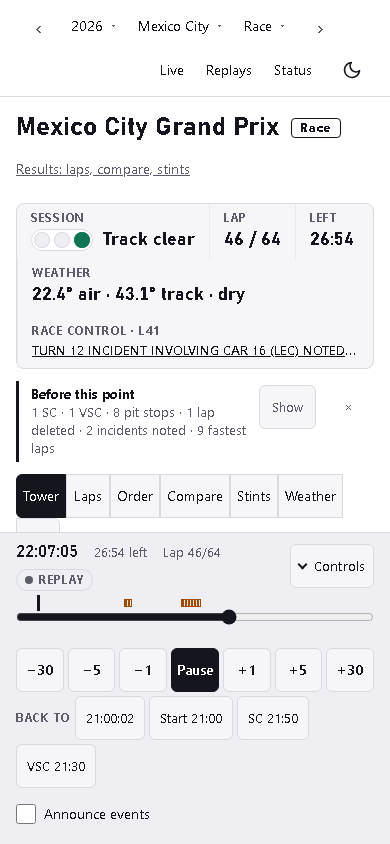 ‹ 2026 Mexico City Race ›
Live Replays Status
Mexico City Grand Prix Race
Results: laps, compare, stints
SESSION LAP LEFT
Track clear 46 / 64 26:54
WEATHER
22.4° air · 43.1° track · dry
RACE CONTROL · L41
TURN 12 INCIDENT INVOLVING CAR 16 (LEC) NOTED...
Before this point
1 SC · 1 VSC · 8 pit stops · 1 lap
deleted · 2 incidents noted · 9 fastest
laps
Show ×
Tower Laps Order Compare Stints Weather
22:07:05 26:54 left Lap 46/64
Controls
REPLAY
−30 −5 −1 Pause +1 +5 +30
BACK TO 21:00:02 Start 21:00 SC 21:50
VSC 21:30
Announce events